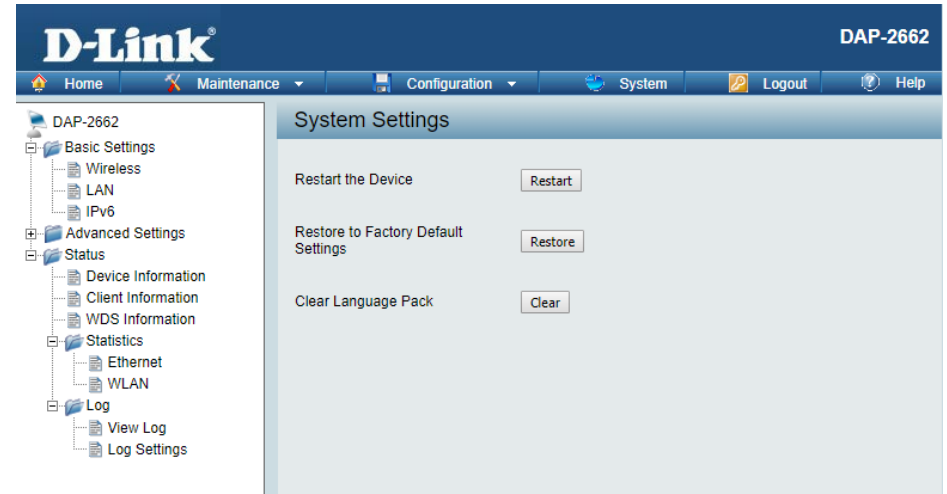 D-Link®
DAP-2662
Home Maintenance Configuration System Logout Help
DAP-2662
Basic Settings
Wireless
LAN
IPv6
Advanced Settings
Status
Device Information
Client Information
WDS Information
Statistics
Ethernet
WLAN
Log
View Log
Log Settings
System Settings
Restart the Device Restart
Restore to Factory Default
Settings
Restore
Clear Language Pack Clear